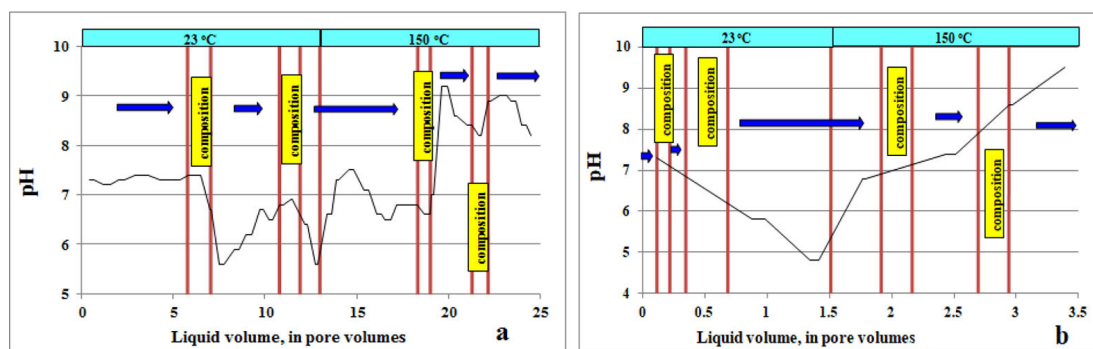 23 °C 150 °C
10
9
8
7
6
5
pH
composition
composition
composition
composition
0 5 10 15 20 25
Liquid volume, in pore volumes
a
23 °C 150 °C
10
9
8
7
6
5
4
pH
composition
composition
composition
composition
0 0.5 1 1.5 2 2.5 3 3.5
Liquid volume, in pore volumes
b